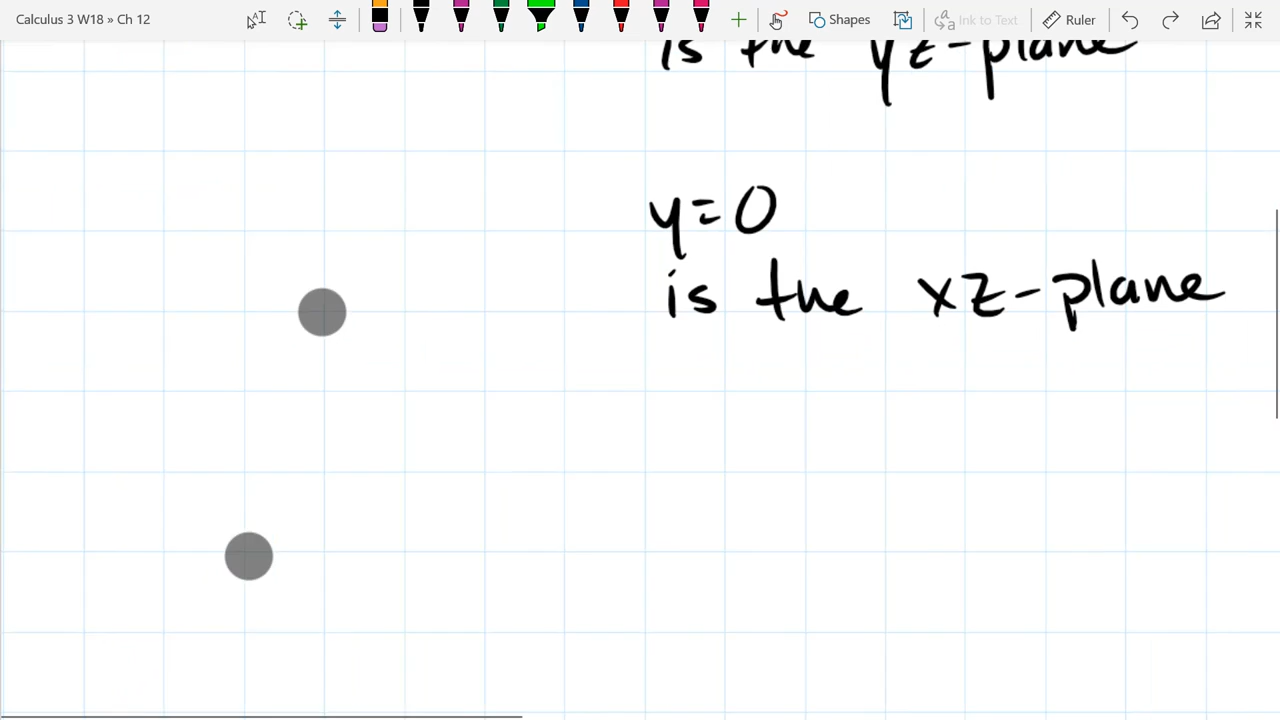 Calculus 3 W18 » Ch 12
Shapes
Ink to Text
Ruler
is the yz-plane
y=0
is the xz-plane